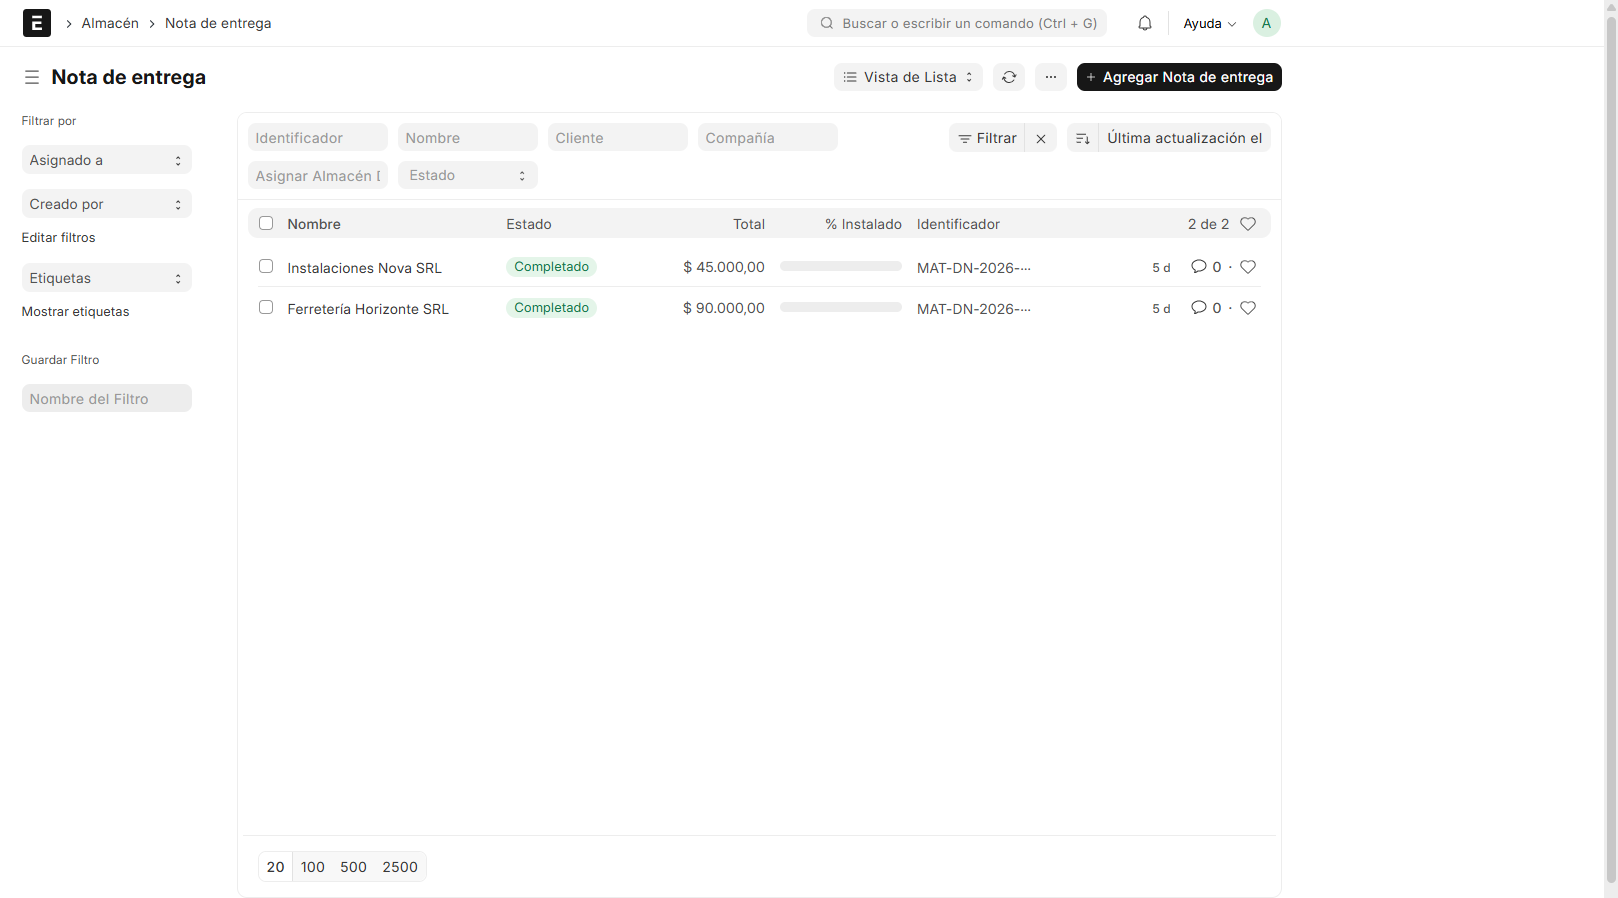 Almacén
Nota de entrega
Buscar o escribir un comando (Ctrl + G)
Ayuda
A
Nota de entrega
Vista de Lista
Agregar Nota de entrega
Filtrar por
Asignado a
Creado por
Editar filtros
Etiquetas
Mostrar etiquetas
Guardar Filtro
Nombre del Filtro
Identificador
Nombre
Cliente
Compañía
Filtrar
Última actualización el
Asignar Almacén
Estado
Nombre Estado Total % Instalado Identificador 2 de 2
Instalaciones Nova SRL Completado $ 45.000,00 MAT-DN-2026-... 5 d 0 ·
Ferretería Horizonte SRL Completado $ 90.000,00 MAT-DN-2026-... 5 d 0 ·
20 100 500 2500